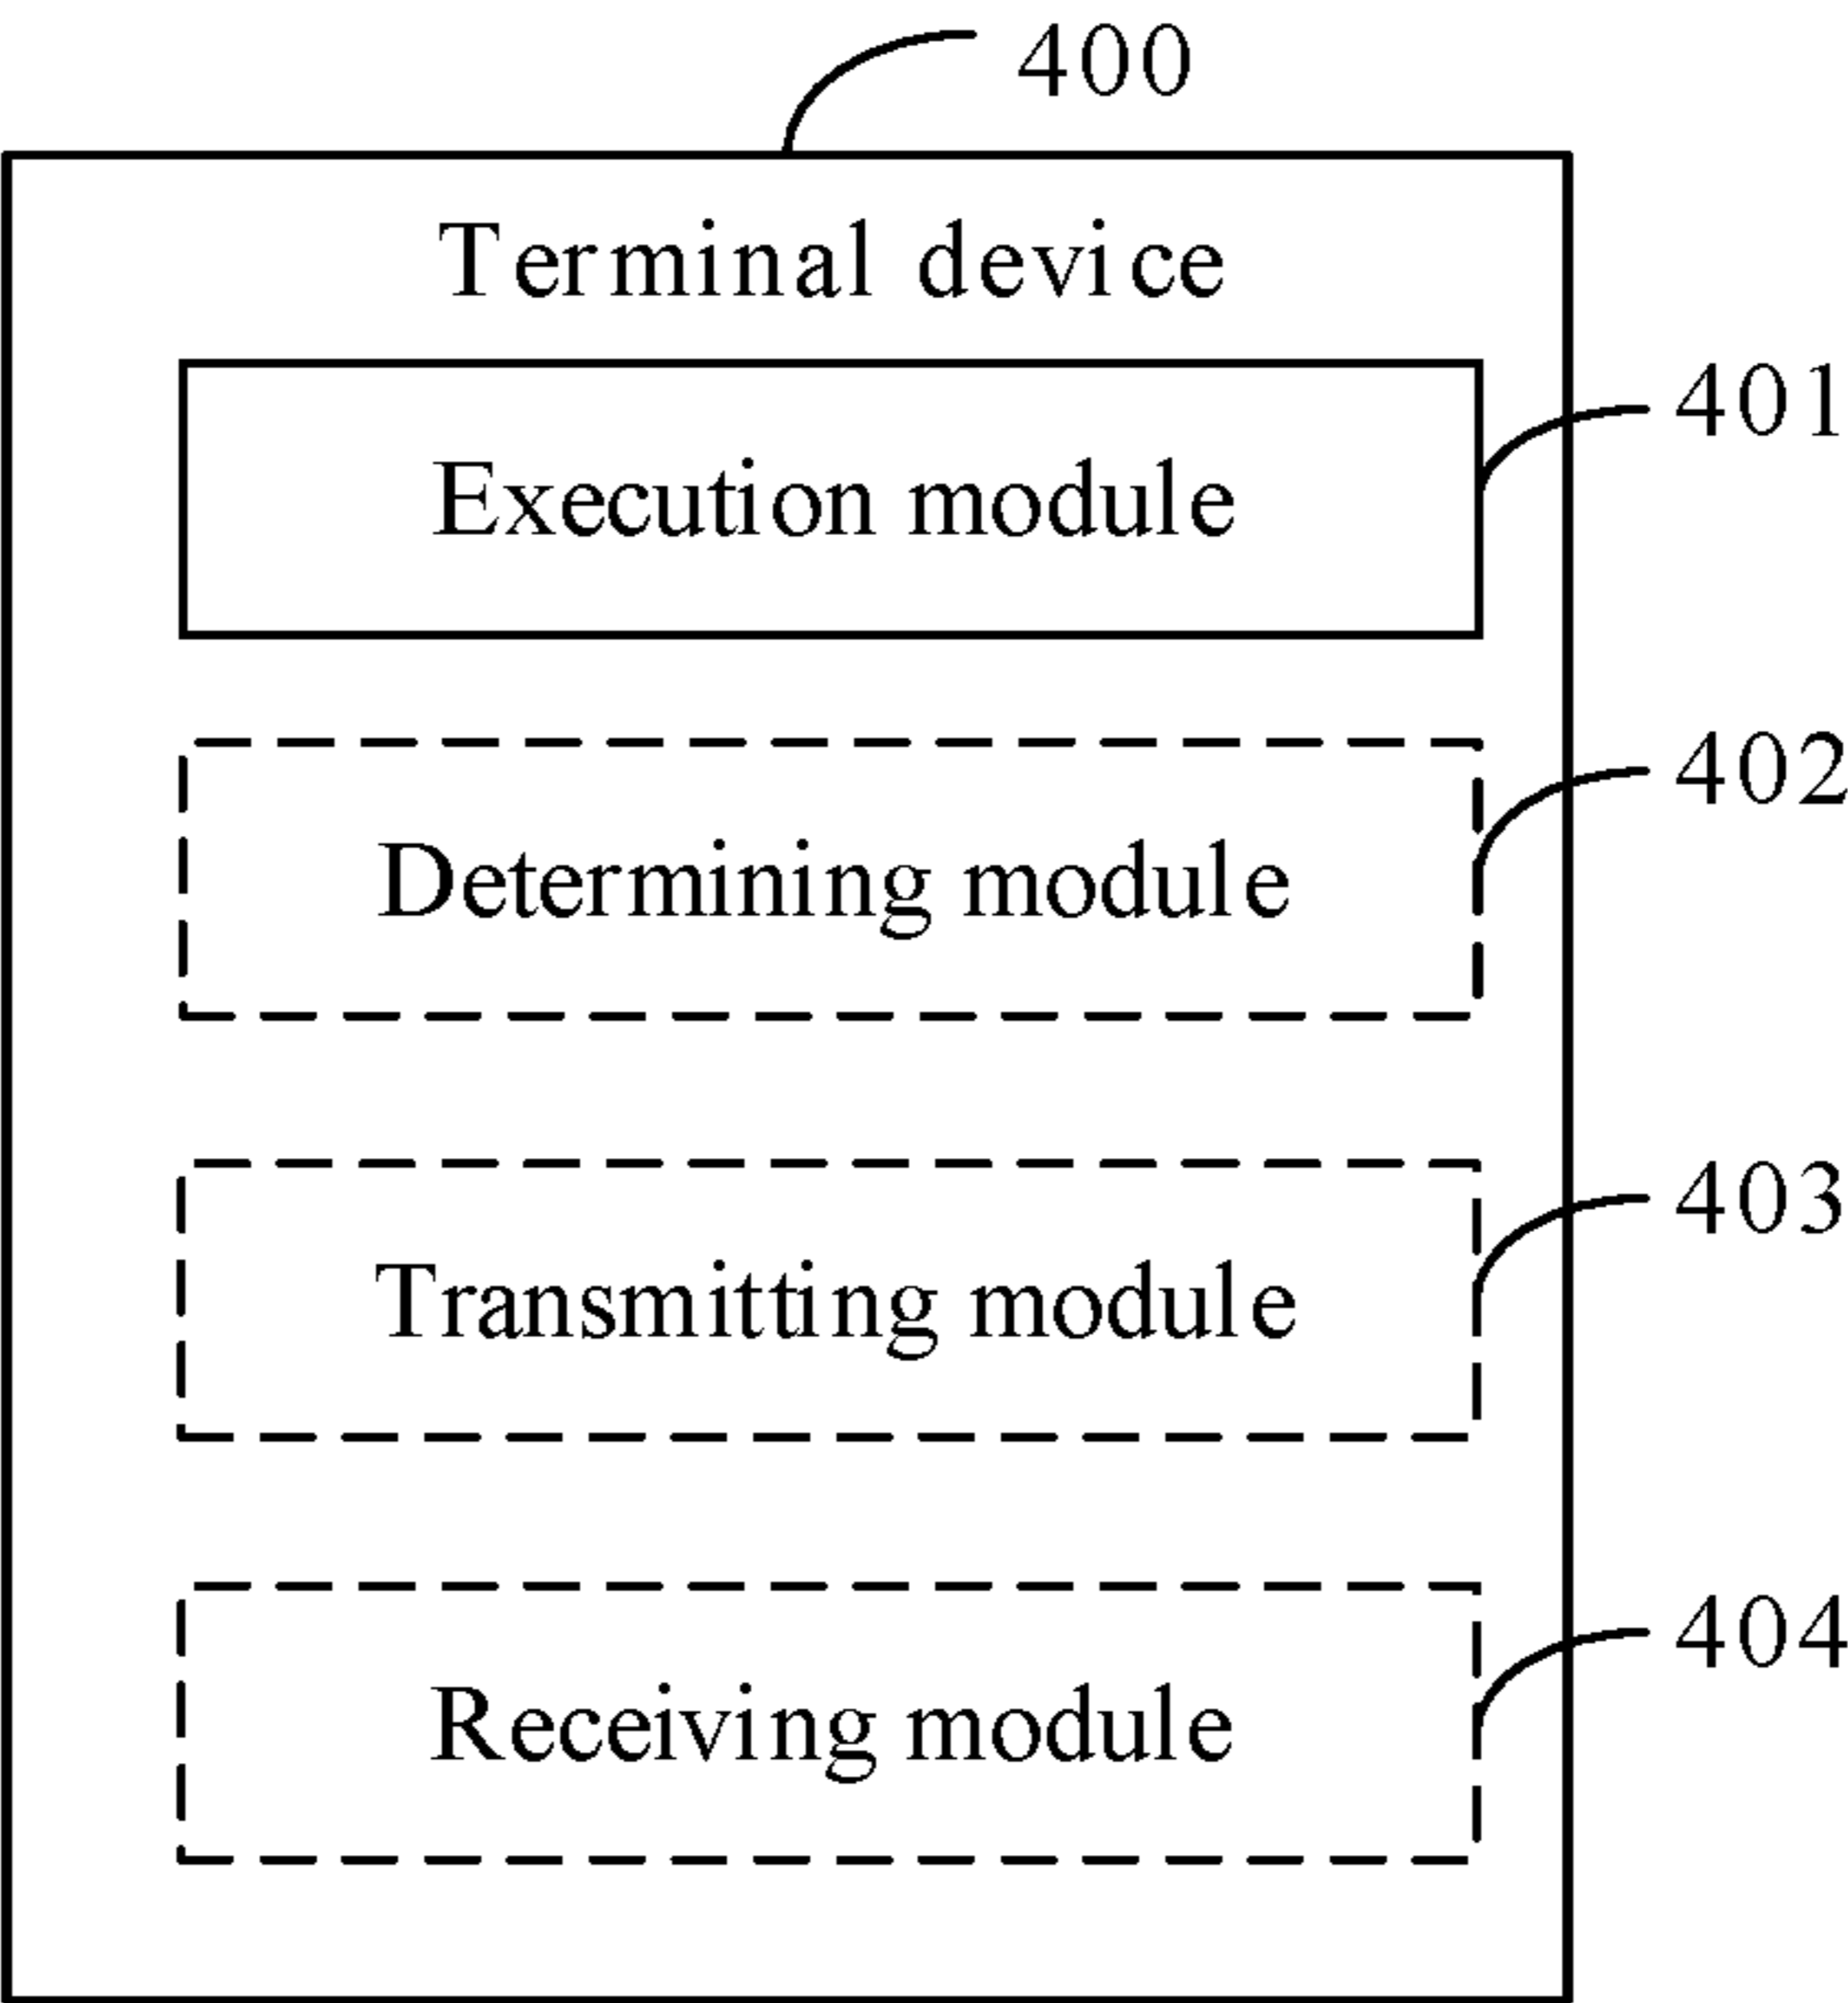 400
Terminal device
401
Execution module
402
Determining module
403
Transmitting module
404
Receiving module